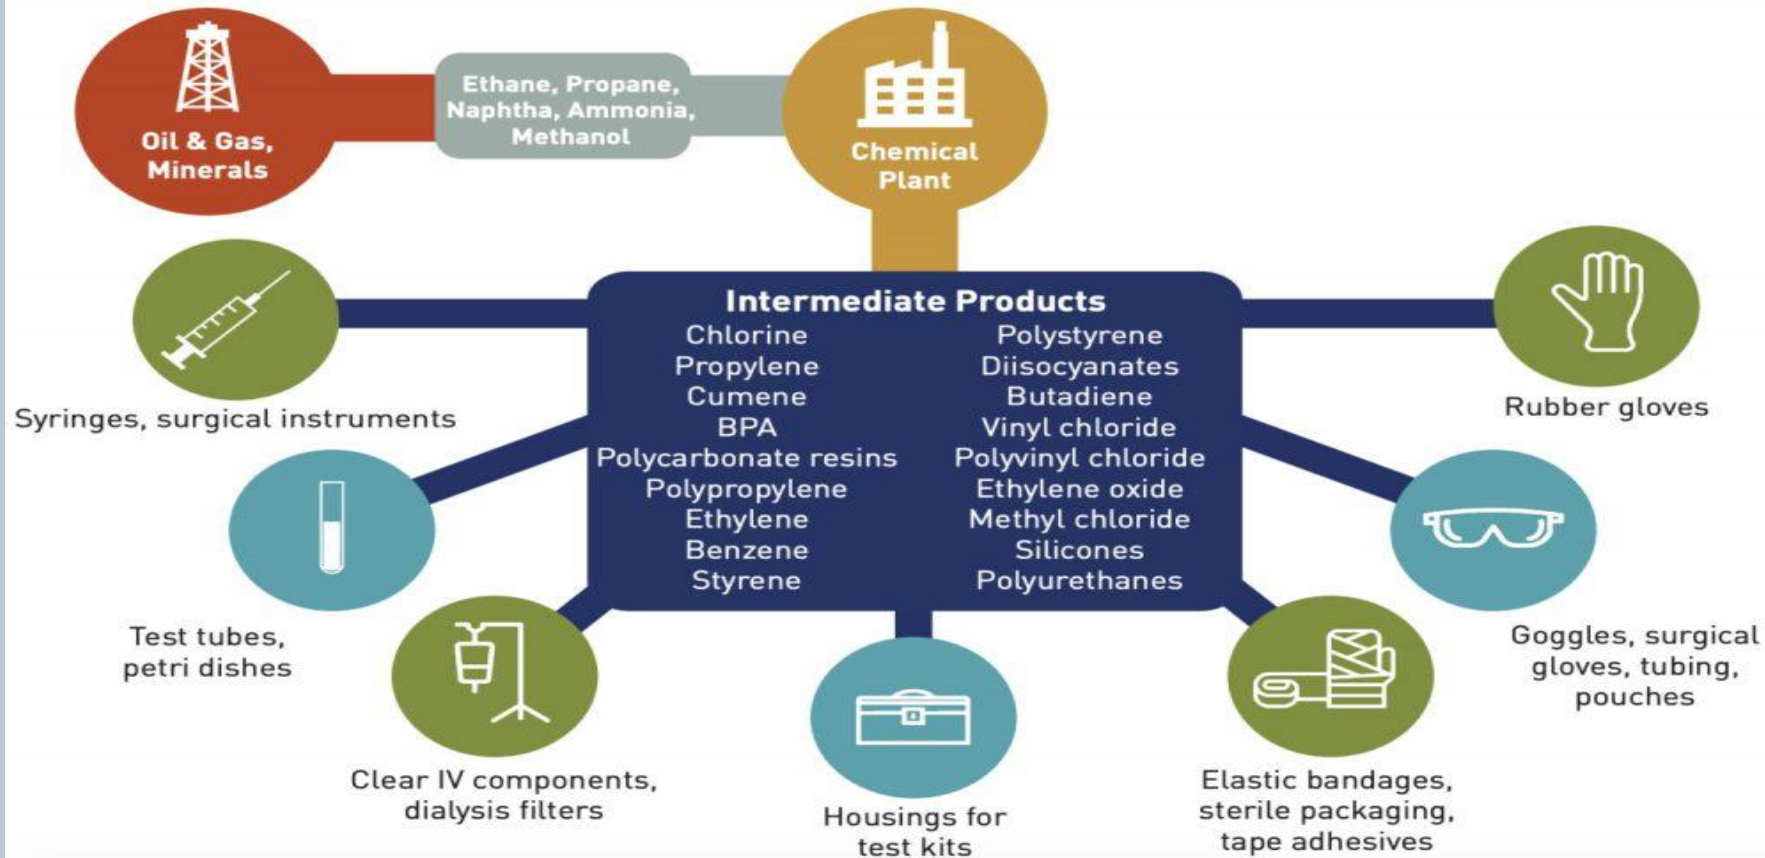 Oil & Gas,
Minerals
Ethane, Propane,
Naphtha, Ammonia,
Methanol
Chemical
Plant
Intermediate Products
Chlorine
Propylene
Cumene
BPA
Polycarbonate resins
Polypropylene
Ethylene
Benzene
Styrene
Polystyrene
Diisocyanates
Butadiene
Vinyl chloride
Polyvinyl chloride
Ethylene oxide
Methyl chloride
Silicones
Polyurethanes
Syringes, surgical instruments
Test tubes,
petri dishes
Clear IV components,
dialysis filters
Housings for
test kits
Elastic bandages,
sterile packaging,
tape adhesives
Goggles, surgical
gloves, tubing,
pouches
Rubber gloves